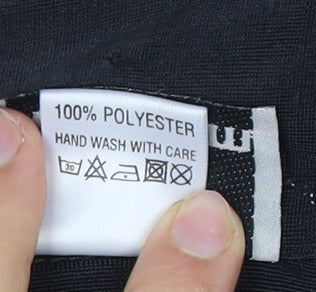 100% POLYESTER
HAND WASH WITH CARE
30